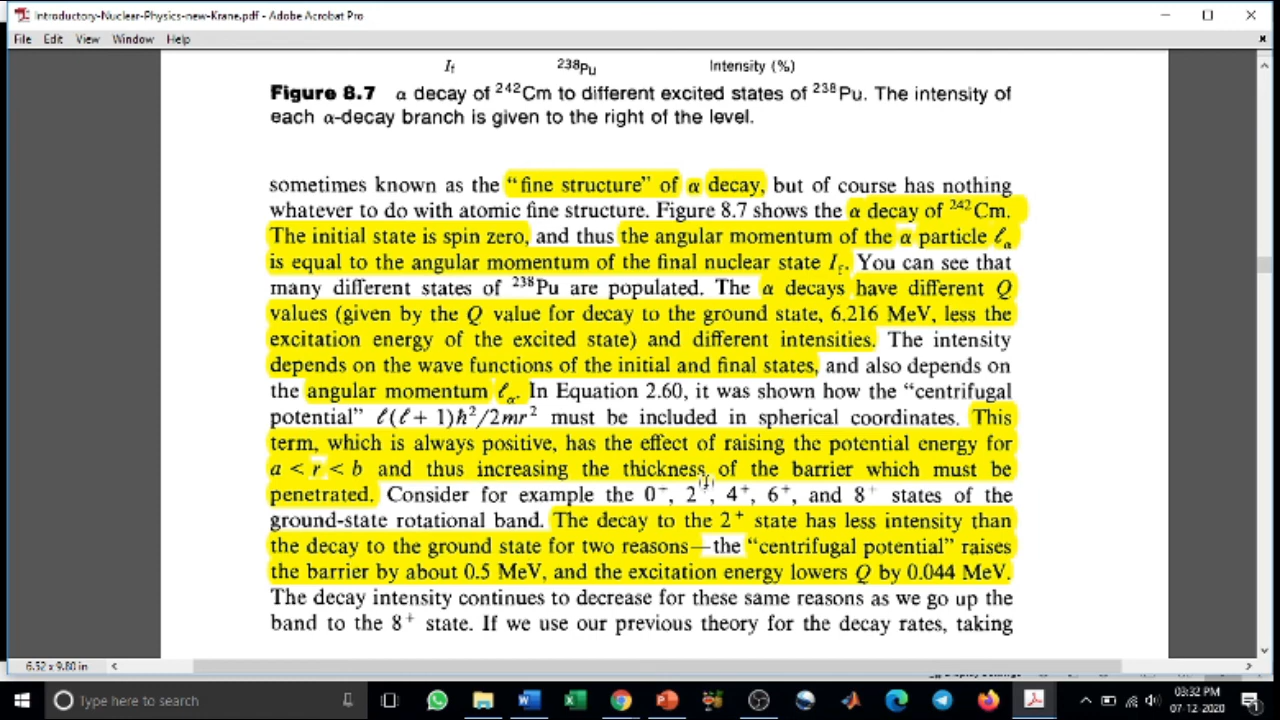 Introductory-Nuclear-Physics-new-Krane.pdf - Adobe Acrobat Pro
File Edit View Window Help
I_f ²³⁸Pu Intensity (%)
Figure 8.7 α decay of ²⁴²Cm to different excited states of ²³⁸Pu. The intensity of
each α-decay branch is given to the right of the level.
sometimes known as the “fine structure” of α decay, but of course has nothing
whatever to do with atomic fine structure. Figure 8.7 shows the α decay of ²⁴²Cm.
The initial state is spin zero, and thus the angular momentum of the α particle ℓ_α
is equal to the angular momentum of the final nuclear state I_f. You can see that
many different states of ²³⁸Pu are populated. The α decays have different Q
values (given by the Q value for decay to the ground state, 6.216 MeV, less the
excitation energy of the excited state) and different intensities. The intensity
depends on the wave functions of the initial and final states, and also depends on
the angular momentum ℓ_α. In Equation 2.60, it was shown how the “centrifugal
potential” ℓ(ℓ + 1)ħ²/2mr² must be included in spherical coordinates. This
term, which is always positive, has the effect of raising the potential energy for
a < r < b and thus increasing the thickness of the barrier which must be
penetrated. Consider for example the 0⁺, 2⁺, 4⁺, 6⁺, and 8⁺ states of the
ground-state rotational band. The decay to the 2⁺ state has less intensity than
the decay to the ground state for two reasons—the “centrifugal potential” raises
the barrier by about 0.5 MeV, and the excitation energy lowers Q by 0.044 MeV.
The decay intensity continues to decrease for these same reasons as we go up the
band to the 8⁺ state. If we use our previous theory for the decay rates, taking
6.52 x 9.80 in
Type here to search
03:32 PM
07-12-2020